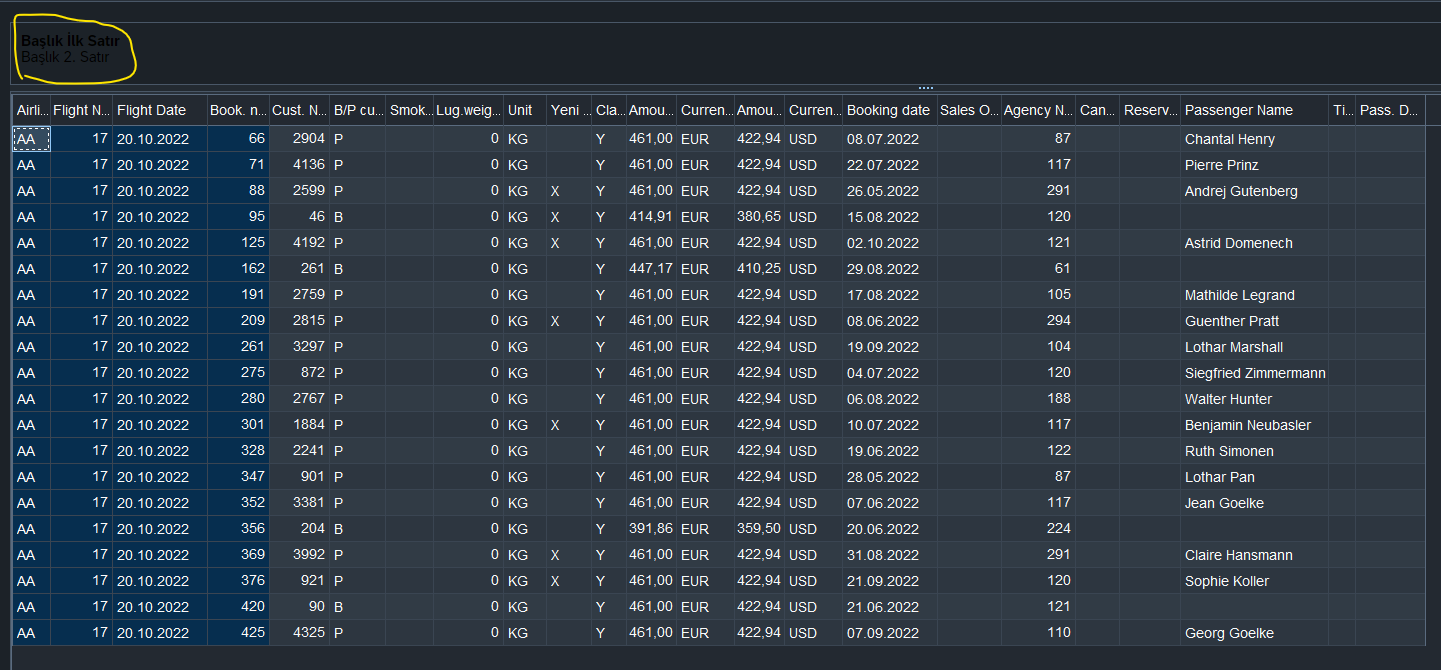 Başlık İlk Satır
Başlık 2. Satır
Airli... Flight N... Flight Date Book. n... Cust. N... B/P cu... Smok... Lug.weig... Unit Yeni ... Cla... Amou... Curren... Amou... Curren... Booking date Sales O... Agency N... Can... Reserv... Passenger Name Ti... Pass. D...
AA 17 20.10.2022 66 2904 P 0 KG Y 461,00 EUR 422,94 USD 08.07.2022 87 Chantal Henry
AA 17 20.10.2022 71 4136 P 0 KG Y 461,00 EUR 422,94 USD 22.07.2022 117 Pierre Prinz
AA 17 20.10.2022 88 2599 P 0 KG X Y 461,00 EUR 422,94 USD 26.05.2022 291 Andrej Gutenberg
AA 17 20.10.2022 95 46 B 0 KG X Y 414,91 EUR 380,65 USD 15.08.2022 120
AA 17 20.10.2022 125 4192 P 0 KG X Y 461,00 EUR 422,94 USD 02.10.2022 121 Astrid Domenech
AA 17 20.10.2022 162 261 B 0 KG Y 447,17 EUR 410,25 USD 29.08.2022 61
AA 17 20.10.2022 191 2759 P 0 KG Y 461,00 EUR 422,94 USD 17.08.2022 105 Mathilde Legrand
AA 17 20.10.2022 209 2815 P 0 KG X Y 461,00 EUR 422,94 USD 08.06.2022 294 Guenther Pratt
AA 17 20.10.2022 261 3297 P 0 KG Y 461,00 EUR 422,94 USD 19.09.2022 104 Lothar Marshall
AA 17 20.10.2022 275 872 P 0 KG Y 461,00 EUR 422,94 USD 04.07.2022 120 Siegfried Zimmermann
AA 17 20.10.2022 280 2767 P 0 KG Y 461,00 EUR 422,94 USD 06.08.2022 188 Walter Hunter
AA 17 20.10.2022 301 1884 P 0 KG X Y 461,00 EUR 422,94 USD 10.07.2022 117 Benjamin Neubasler
AA 17 20.10.2022 328 2241 P 0 KG Y 461,00 EUR 422,94 USD 19.06.2022 122 Ruth Simonen
AA 17 20.10.2022 347 901 P 0 KG Y 461,00 EUR 422,94 USD 28.05.2022 87 Lothar Pan
AA 17 20.10.2022 352 3381 P 0 KG Y 461,00 EUR 422,94 USD 07.06.2022 117 Jean Goelke
AA 17 20.10.2022 356 204 B 0 KG Y 391,86 EUR 359,50 USD 20.06.2022 224
AA 17 20.10.2022 369 3992 P 0 KG X Y 461,00 EUR 422,94 USD 31.08.2022 291 Claire Hansmann
AA 17 20.10.2022 376 921 P 0 KG X Y 461,00 EUR 422,94 USD 21.09.2022 120 Sophie Koller
AA 17 20.10.2022 420 90 B 0 KG Y 461,00 EUR 422,94 USD 21.06.2022 121
AA 17 20.10.2022 425 4325 P 0 KG Y 461,00 EUR 422,94 USD 07.09.2022 110 Georg Goelke